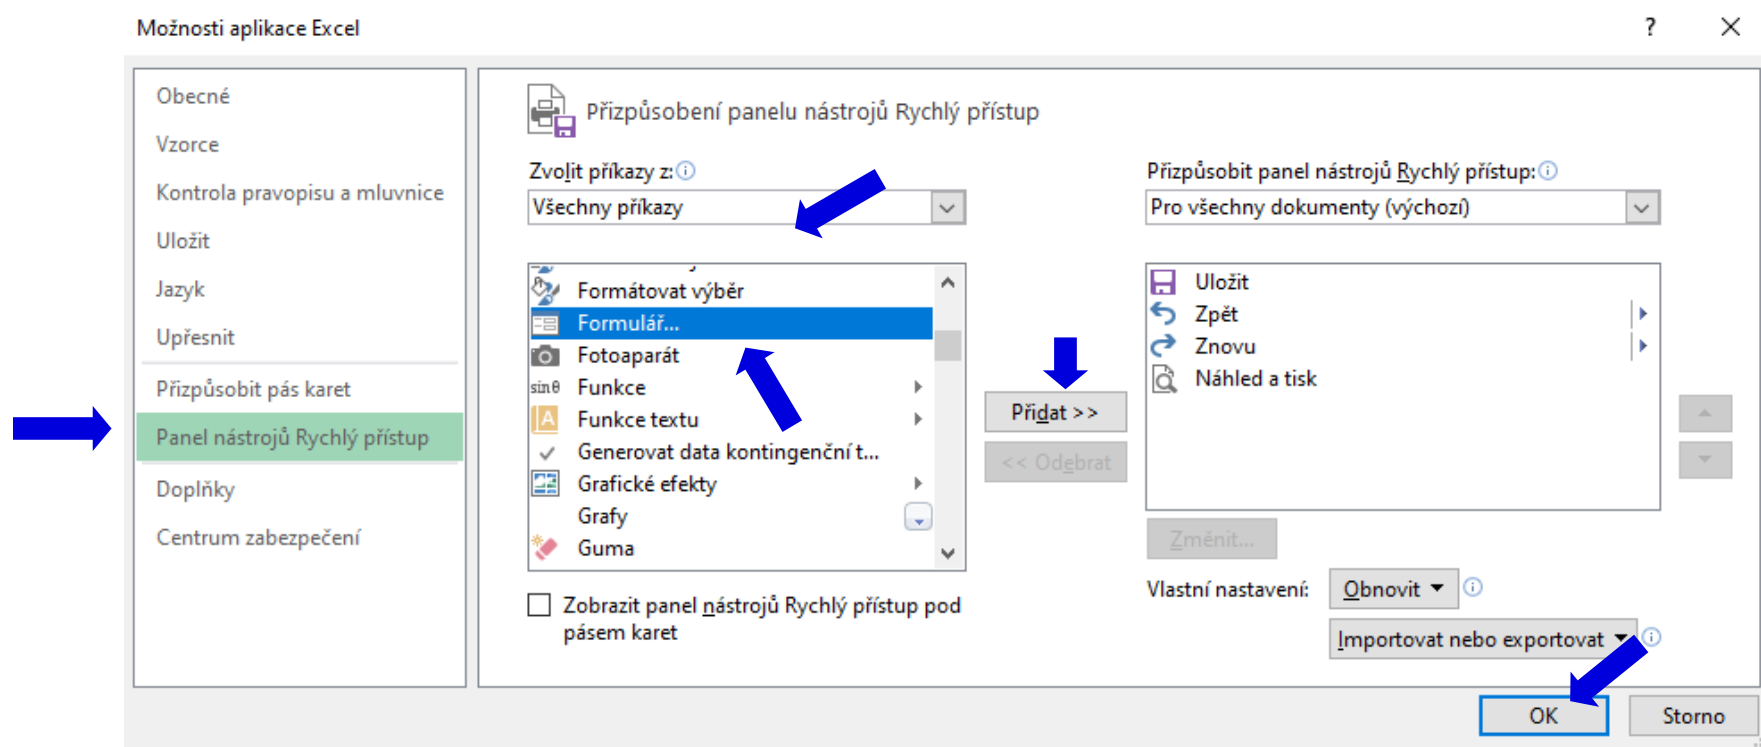 Možnosti aplikace Excel
?
Obecné
Vzorce
Kontrola pravopisu a mluvnice
Uložit
Jazyk
Upřesnit
Přizpůsobit pás karet
Panel nástrojů Rychlý přístup
Doplňky
Centrum zabezpečení
Přizpůsobení panelu nástrojů Rychlý přístup
Zvolit příkazy z:
Všechny příkazy
Formátovat výběr
Formulář...
Fotoaparát
sin θ Funkce
A Funkce textu
Generovat data kontingenční t...
Grafické efekty
Grafy
Guma
Zobrazit panel nástrojů Rychlý přístup pod
pásem karet
Přidat >>
<< Odebrat
Přizpůsobit panel nástrojů Rychlý přístup:
Pro všechny dokumenty (výchozí)
Uložit
Zpět
Znovu
Náhled a tisk
Změnit...
Vlastní nastavení:
Obnovit
Importovat nebo exportovat
OK
Storno